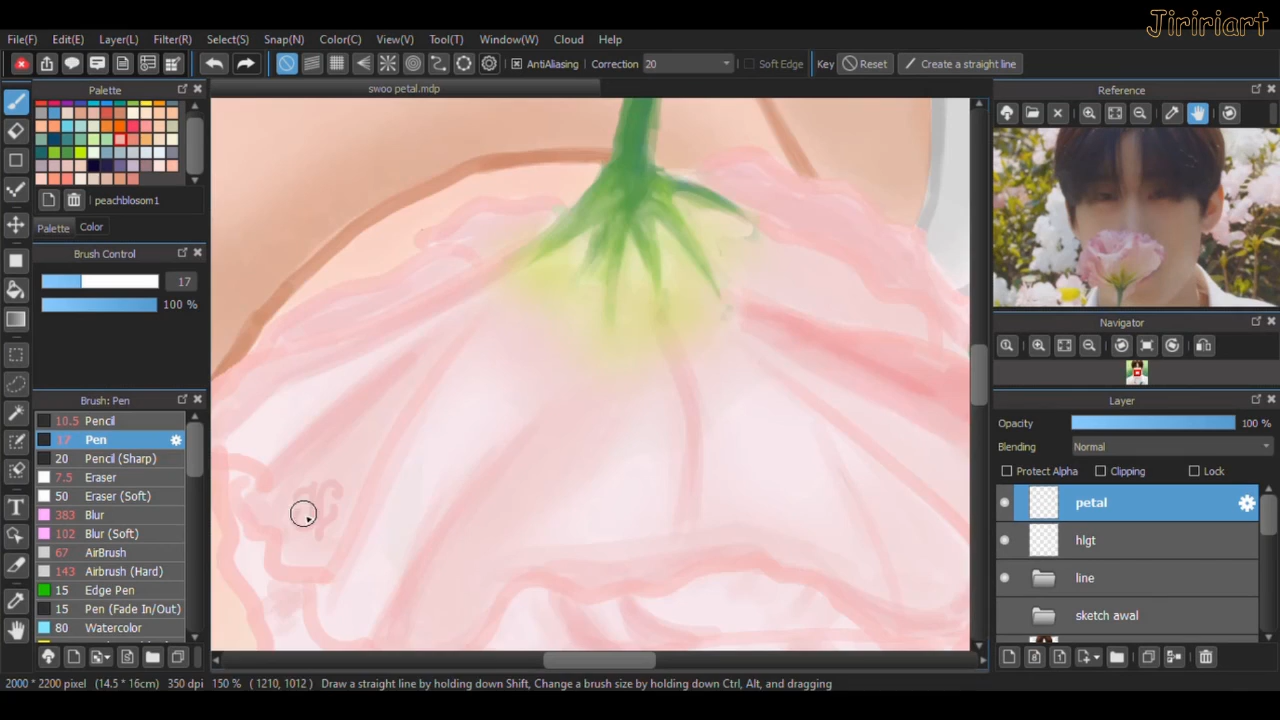 Jiririart
File(F) Edit(E) Layer(L) Filter(R) Select(S) Snap(N) Color(C) View(V) Tool(T) Window(W) Cloud Help
AntiAliasing Correction 20 Soft Edge Key Reset Create a straight line
Palette
swoo petal.mdp
Reference
peachblossom1
Palette Color
Brush Control
17
100 %
Navigator
Brush: Pen
10.5 Pencil
17 Pen
20 Pencil (Sharp)
7.5 Eraser
50 Eraser (Soft)
383 Blur
102 Blur (Soft)
67 AirBrush
143 Airbrush (Hard)
15 Edge Pen
15 Pen (Fade In/Out)
80 Watercolor
Layer
Opacity 100 %
Blending Normal
Protect Alpha Clipping Lock
petal
hlgt
line
sketch awal
2000 * 2200 pixel (14.5 * 16cm) 350 dpi 150 % ( 1210, 1012 ) Draw a straight line by holding down Shift, Change a brush size by holding down Ctrl, Alt, and dragging